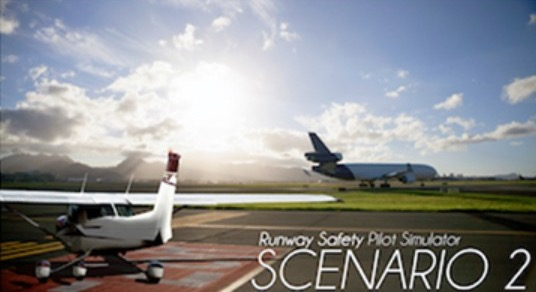 Runway Safety Pilot Simulator
SCENARIO 2